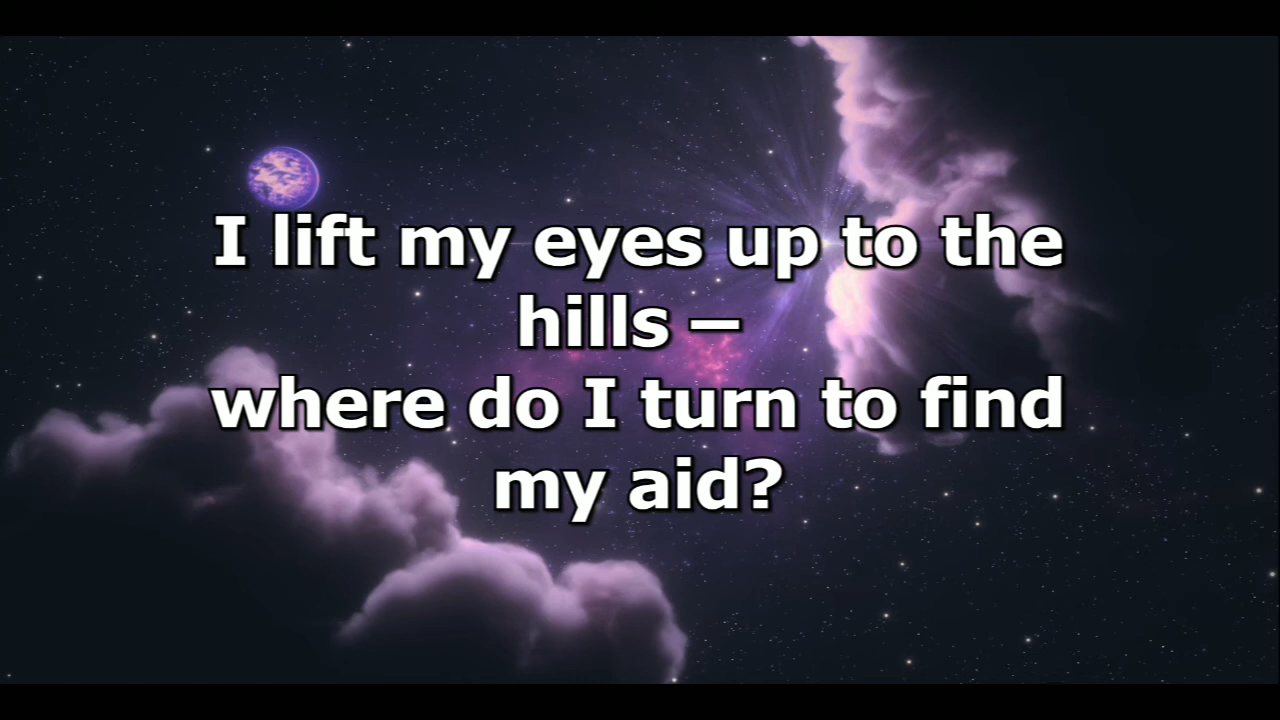 I lift my eyes up to the
hills –
where do I turn to find
my aid?